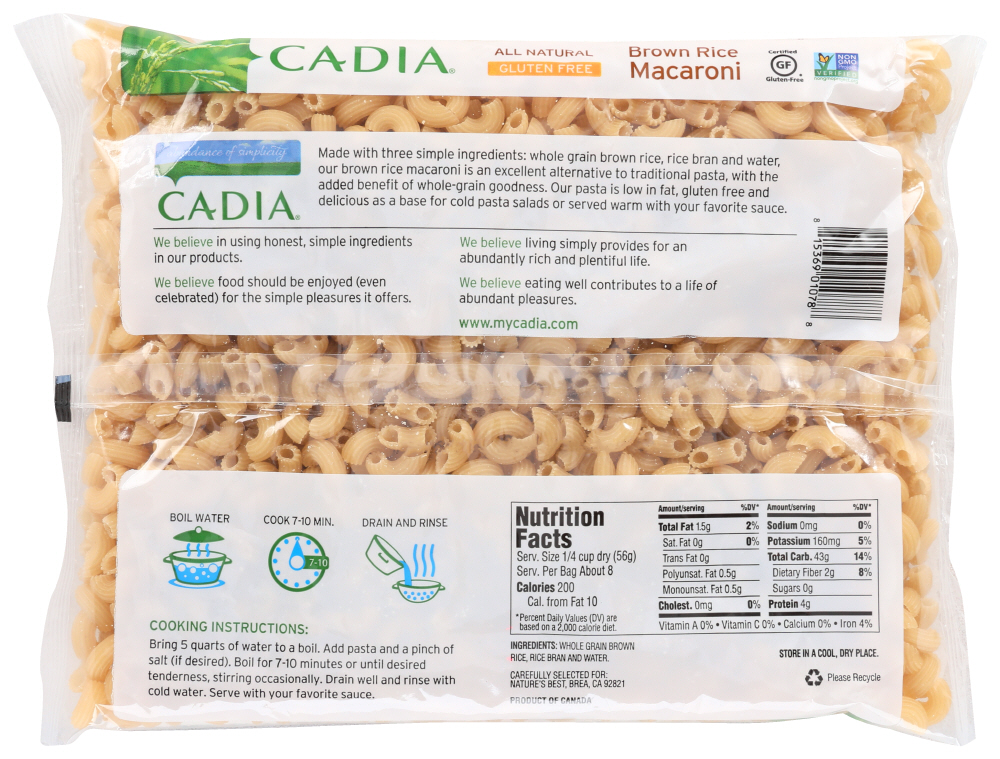 CADIA®
ALL NATURAL
GLUTEN FREE
Brown Rice
Macaroni
Certified
GF
Gluten-Free
NON
GMO
Project
VERIFIED
abundance of simplicity
CADIA®
Made with three simple ingredients: whole grain brown rice, rice bran and water,
our brown rice macaroni is an excellent alternative to traditional pasta, with the
added benefit of whole-grain goodness. Our pasta is low in fat, gluten free and
delicious as a base for cold pasta salads or served warm with your favorite sauce.
We believe in using honest, simple ingredients
in our products.
We believe food should be enjoyed (even
celebrated) for the simple pleasures it offers.
We believe living simply provides for an
abundantly rich and plentiful life.
We believe eating well contributes to a life of
abundant pleasures.
www.mycadia.com
8 15369 01078 8
BOIL WATER
COOK 7-10 MIN.
7-10
DRAIN AND RINSE
COOKING INSTRUCTIONS:
Bring 5 quarts of water to a boil. Add pasta and a pinch of
salt (if desired). Boil for 7-10 minutes or until desired
tenderness, stirring occasionally. Drain well and rinse with
cold water. Serve with your favorite sauce.
Nutrition
Facts
Serv. Size 1/4 cup dry (56g)
Serv. Per Bag About 8
Calories 200
Cal. from Fat 10
*Percent Daily Values (DV) are
based on a 2,000 calorie diet.
Amount/serving %DV*
Total Fat 1.5g 2%
Sat. Fat 0g 0%
Trans Fat 0g
Polyunsat. Fat 0.5g
Monounsat. Fat 0.5g
Cholest. 0mg 0%
Amount/serving %DV*
Sodium 0mg 0%
Potassium 160mg 5%
Total Carb. 43g 14%
Dietary Fiber 2g 8%
Sugars 0g
Protein 4g
Vitamin A 0% • Vitamin C 0% • Calcium 0% • Iron 4%
INGREDIENTS: WHOLE GRAIN BROWN
RICE, RICE BRAN AND WATER.
CAREFULLY SELECTED FOR:
NATURE'S BEST, BREA, CA 92821
PRODUCT OF CANADA
STORE IN A COOL, DRY PLACE.
Please Recycle